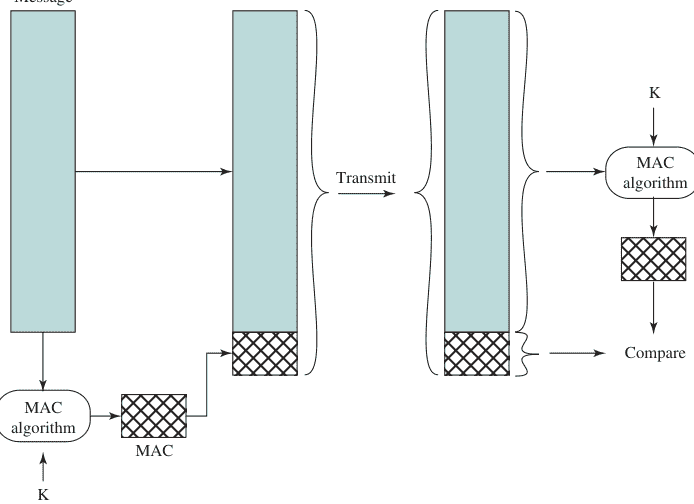 Message
K
Transmit
MAC
algorithm
Compare
MAC
algorithm
MAC
K